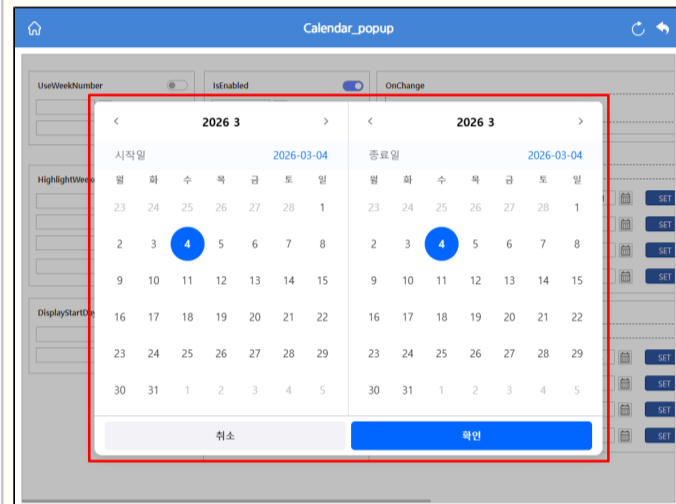 Calendar_popup
UseWeekNumber
IsEnabled
OnChange
2026 3
시작일 2026-03-04
월 화 수 목 금 토 일
23 24 25 26 27 28 1
2 3 4 5 6 7 8
9 10 11 12 13 14 15
16 17 18 19 20 21 22
23 24 25 26 27 28 29
30 31 1 2 3 4 5
2026 3
종료일 2026-03-04
월 화 수 목 금 토 일
23 24 25 26 27 28 1
2 3 4 5 6 7 8
9 10 11 12 13 14 15
16 17 18 19 20 21 22
23 24 25 26 27 28 29
30 31 1 2 3 4 5
취소
확인
SET
SET
SET
SET
SET
SET
SET
SET